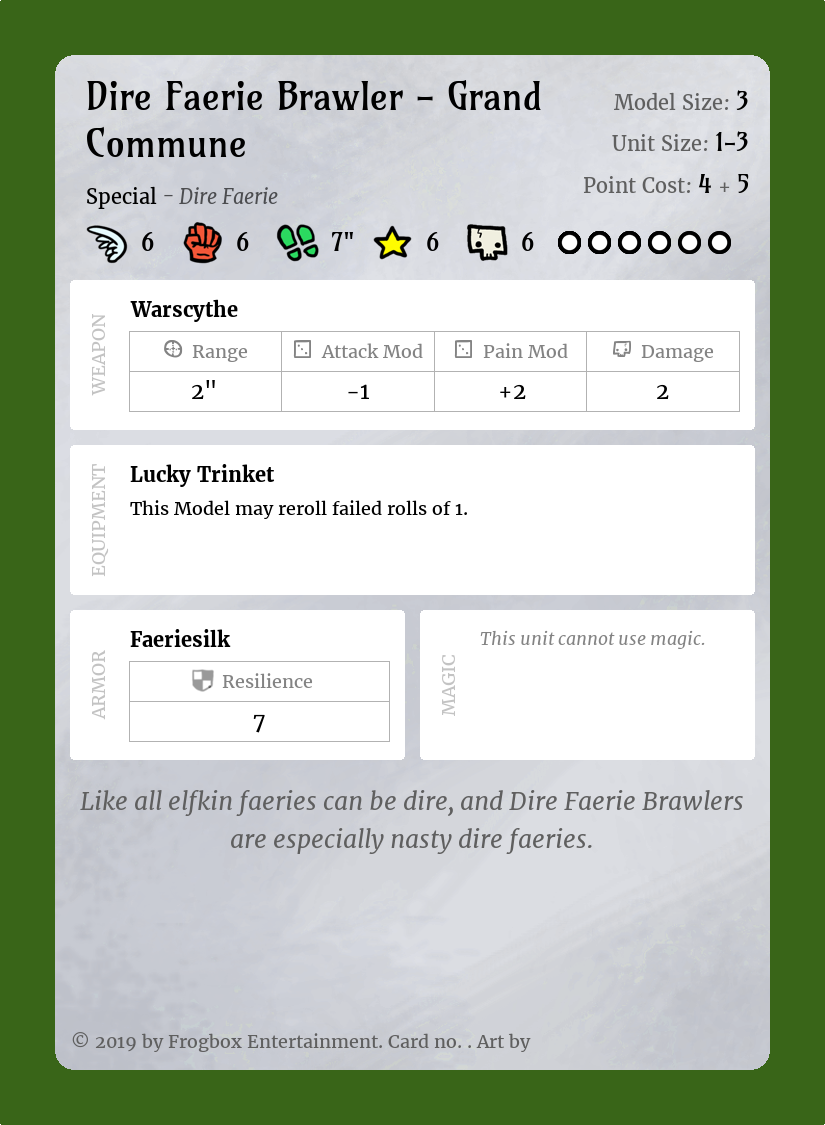 Dire Faerie Brawler – Grand
Commune
Model Size: 3
Unit Size: 1–3
Point Cost: 4 + 5
Special – Dire Faerie
6 6 7" 6 6
WEAPON
Warscythe
Range Attack Mod Pain Mod Damage
2" -1 +2 2
EQUIPMENT
Lucky Trinket
This Model may reroll failed rolls of 1.
ARMOR
Faeriesilk
Resilience
7
MAGIC
This unit cannot use magic.
Like all elfkin faeries can be dire, and Dire Faerie Brawlers
are especially nasty dire faeries.
© 2019 by Frogbox Entertainment. Card no. . Art by